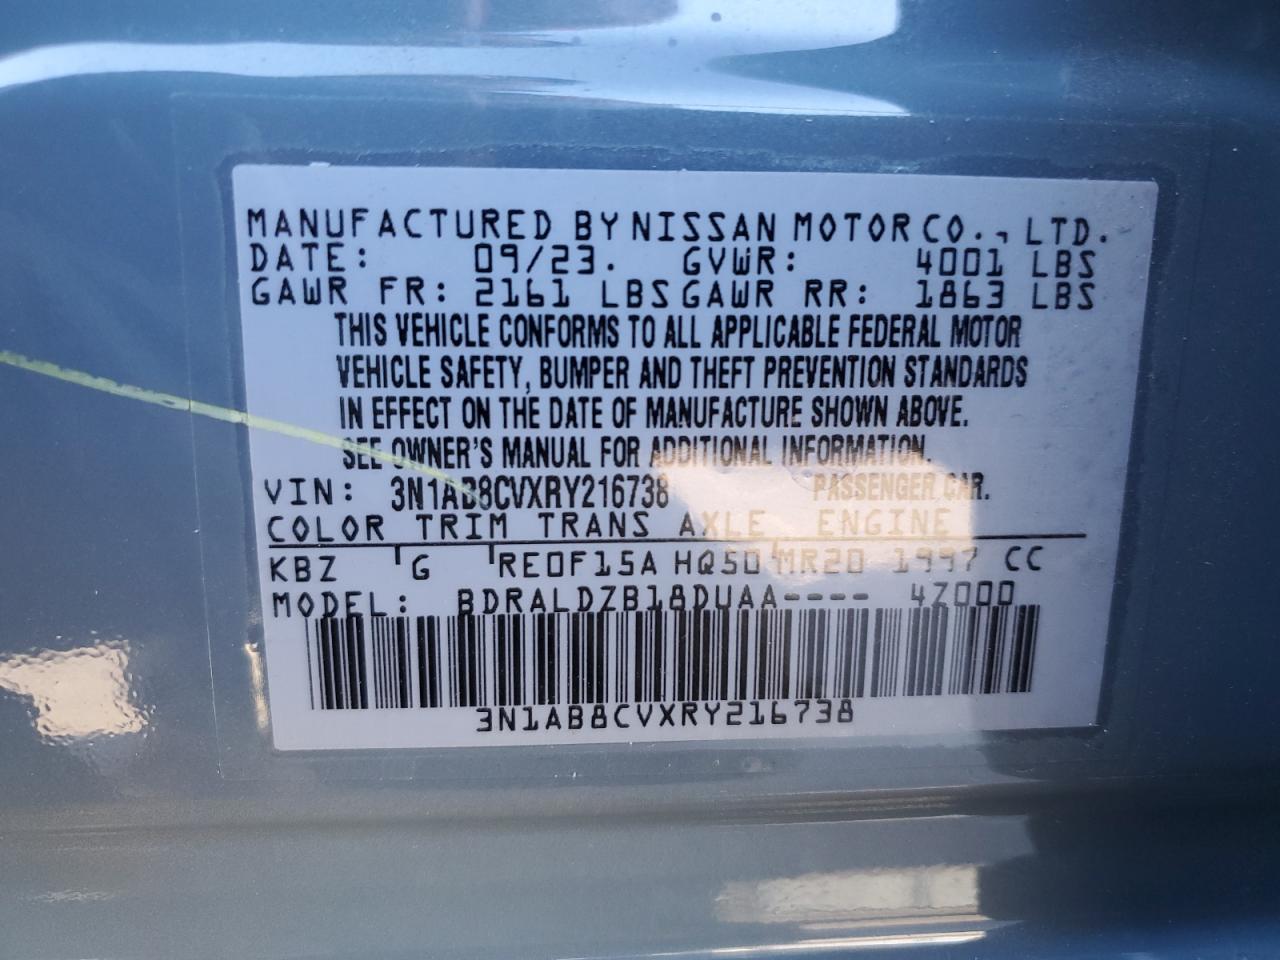 MANUFACTURED BY NISSAN MOTOR CO., LTD.
DATE: 09/23. GVWR: 4001 LBS
GAWR FR: 2161 LBS GAWR RR: 1863 LBS
THIS VEHICLE CONFORMS TO ALL APPLICABLE FEDERAL MOTOR
VEHICLE SAFETY, BUMPER AND THEFT PREVENTION STANDARDS
IN EFFECT ON THE DATE OF MANUFACTURE SHOWN ABOVE.
SEE OWNER'S MANUAL FOR ADDITIONAL INFORMATION.
VIN: 3N1AB8CVXRY216738 PASSENGER CAR.
COLOR TRIM TRANS AXLE ENGINE
KBZ G RE0F15A HQ50 MR20 1997 CC
MODEL: BDRALDZB18DUAA---- 4Z000
3N1AB8CVXRY216738